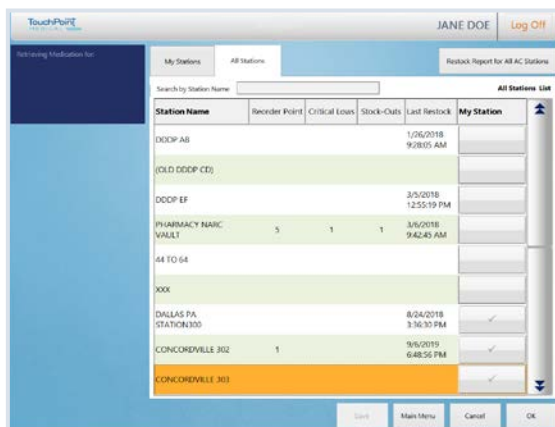 TouchPoint
MEDICAL
JANE DOE
Log Off
Retrieving Medication for:
My Stations
All Stations
Restock Report for All AC Stations
Search by Station Name
All Stations List
Station Name Reorder Point Critical Lows Stock-Outs Last Restock My Station
DDDP AB 1/26/2018
9:28:05 AM
(OLD DDDP CD)
DDDP EF 3/5/2018
12:55:19 PM
PHARMACY NARC 5 1 1 3/6/2018
VAULT 9:42:45 AM
44 TO 64
XXX
DALLAS PA 8/24/2018
STATION300 3:36:30 PM
CONCORDVILLE 302 1 9/6/2019
6:48:56 PM
CONCORDVILLE 303
Save
Main Menu
Cancel
OK